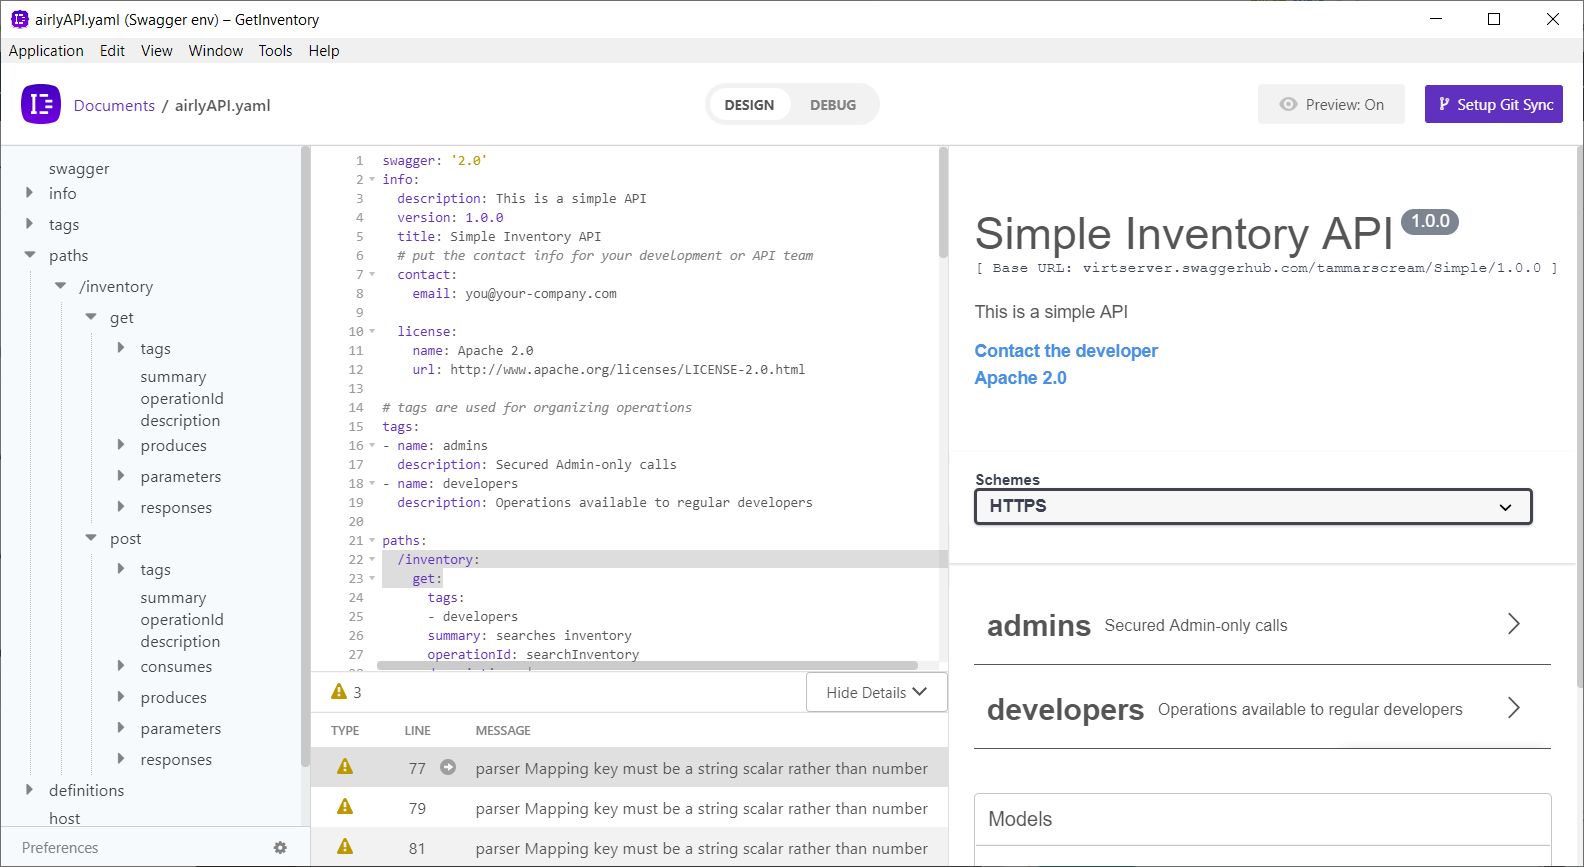 airlyAPI.yaml (Swagger env) – GetInventory
Application Edit View Window Tools Help
Documents / airlyAPI.yaml
DESIGN DEBUG
Preview: On
Setup Git Sync
swagger
info
tags
paths
/inventory
get
tags
summary
operationId
description
produces
parameters
responses
post
tags
summary
operationId
description
consumes
produces
parameters
responses
definitions
host
Preferences
1 swagger: '2.0'
2 info:
3 description: This is a simple API
4 version: 1.0.0
5 title: Simple Inventory API
6 # put the contact info for your development or API team
7 contact:
8 email: you@your-company.com
9
10 license:
11 name: Apache 2.0
12 url: http://www.apache.org/licenses/LICENSE-2.0.html
13
14 # tags are used for organizing operations
15 tags:
16 - name: admins
17 description: Secured Admin-only calls
18 - name: developers
19 description: Operations available to regular developers
20
21 paths:
22 /inventory:
23 get:
24 tags:
25 - developers
26 summary: searches inventory
27 operationId: searchInventory
3
Hide Details
TYPE LINE MESSAGE
77 parser Mapping key must be a string scalar rather than number
79 parser Mapping key must be a string scalar rather than number
81 parser Mapping key must be a string scalar rather than number
Simple Inventory API 1.0.0
[ Base URL: virtserver.swaggerhub.com/tammarscream/Simple/1.0.0 ]
This is a simple API
Contact the developer
Apache 2.0
Schemes
HTTPS
admins Secured Admin-only calls
developers Operations available to regular developers
Models